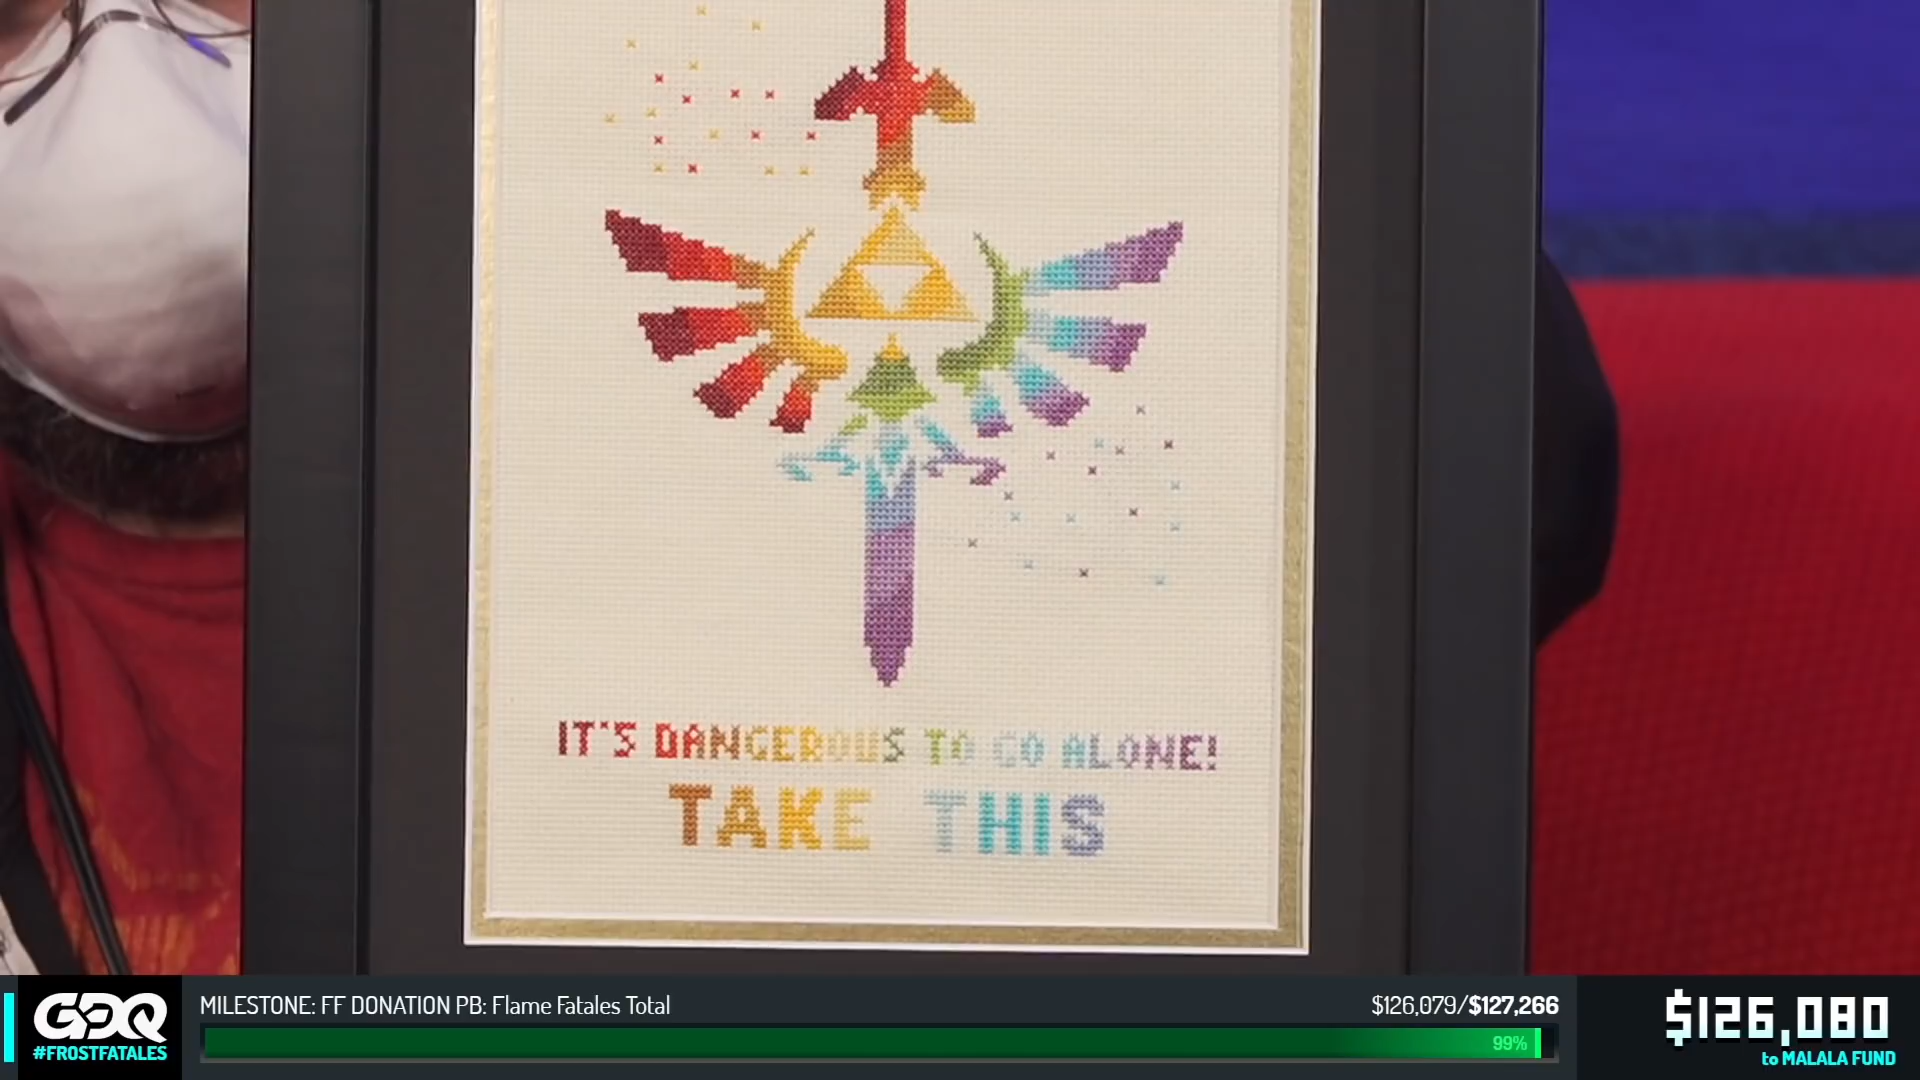 IT'S DANGEROUS TO GO ALONE!
TAKE THIS
GDQ
#FROSTFATALES
MILESTONE: FF DONATION PB: Flame Fatales Total
$126,079/$127,266
99%
$126,080
to MALALA FUND